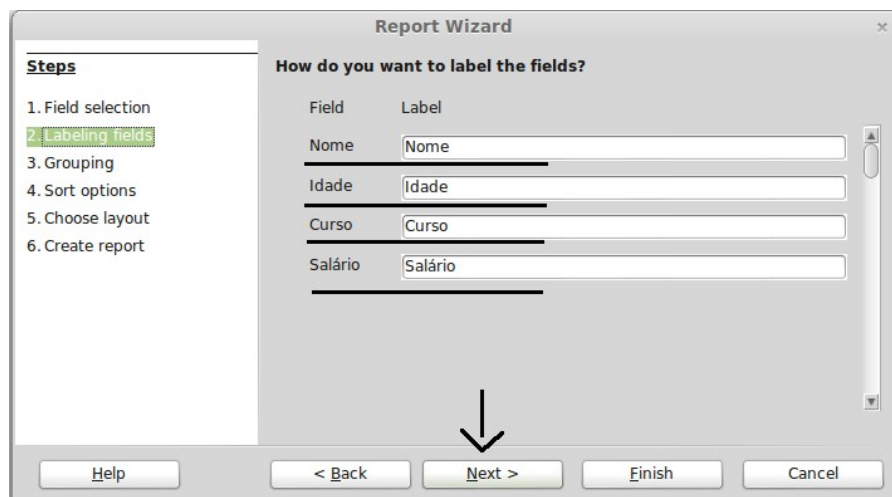 Report Wizard
Steps
1. Field selection
2. Labeling fields
3. Grouping
4. Sort options
5. Choose layout
6. Create report
How do you want to label the fields?
Field Label
Nome Nome
Idade Idade
Curso Curso
Salário Salário
Help < Back Next > Finish Cancel